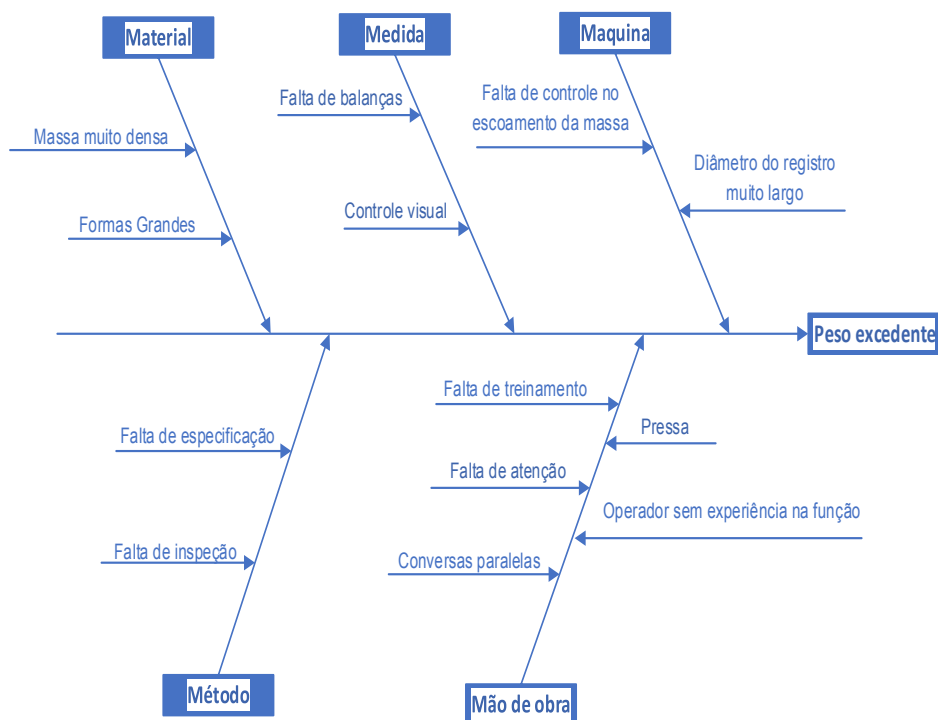 Material
Medida
Maquina
Falta de balanças
Falta de controle no
escoamento da massa
Massa muito densa
Diâmetro do registro
muito largo
Formas Grandes
Controle visual
Peso excedente
Falta de treinamento
Falta de especificação
Pressa
Falta de atenção
Operador sem experiência na função
Falta de inspeção
Conversas paralelas
Método
Mão de obra